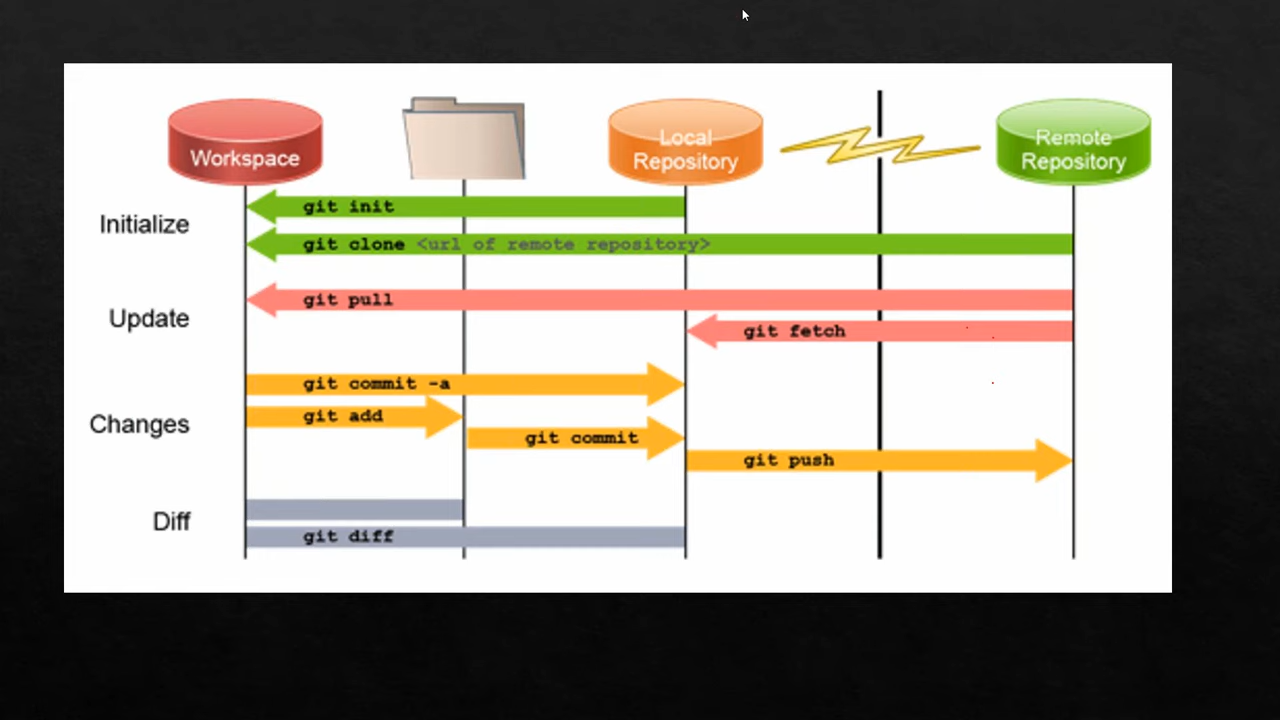 Workspace
Local
Repository
Remote
Repository
Initialize
git init
git clone <url of remote repository>
Update
git pull
git fetch
Changes
git commit -a
git add
git commit
git push
Diff
git diff